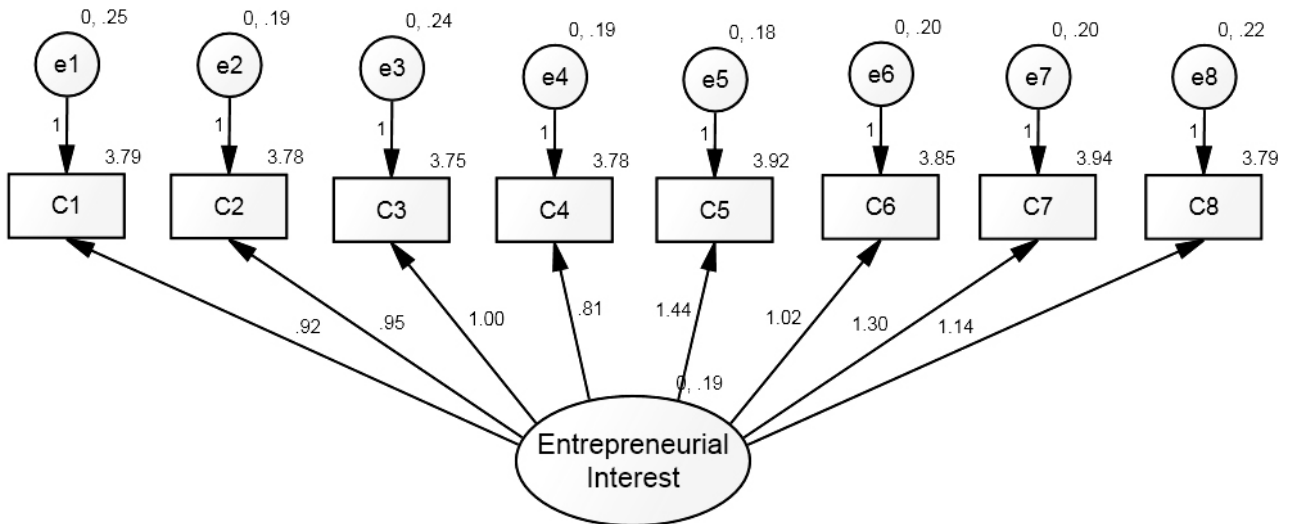 0, .25
0, .19
0, .24
0, .19
0, .18
0, .20
0, .20
0, .22
e1
e2
e3
e4
e5
e6
e7
e8
1
1
1
1
1
1
1
1
3.79
3.78
3.75
3.78
3.92
3.85
3.94
3.79
C1
C2
C3
C4
C5
C6
C7
C8
.92
.95
1.00
.81
1.44
1.02
1.30
1.14
0, .19
Entrepreneurial
Interest